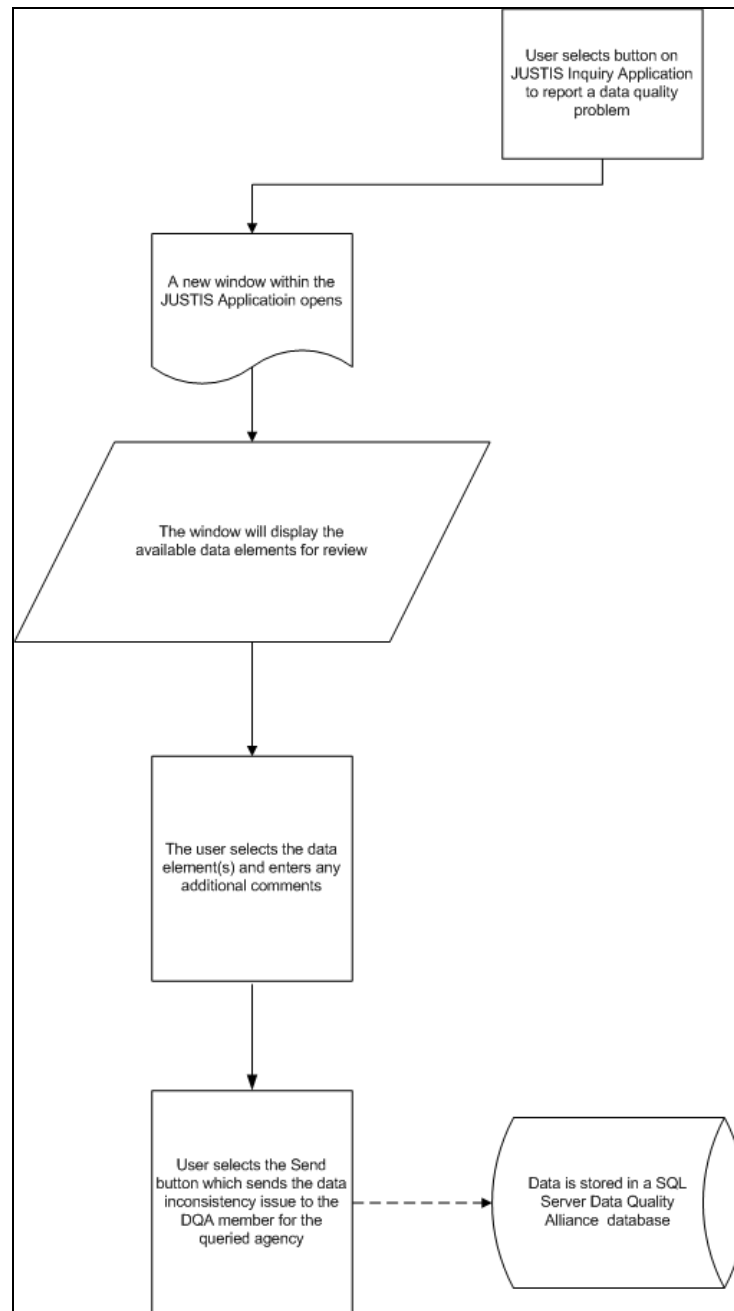 User selects button on
JUSTIS Inquiry Application
to report a data quality
problem
A new window within the
JUSTIS Applicatioin opens
The window will display the
available data elements for review
The user selects the data
element(s) and enters any
additional comments
User selects the Send
button which sends the data
inconsistency issue to the
DQA member for the
queried agency
Data is stored in a SQL
Server Data Quality
Alliance database